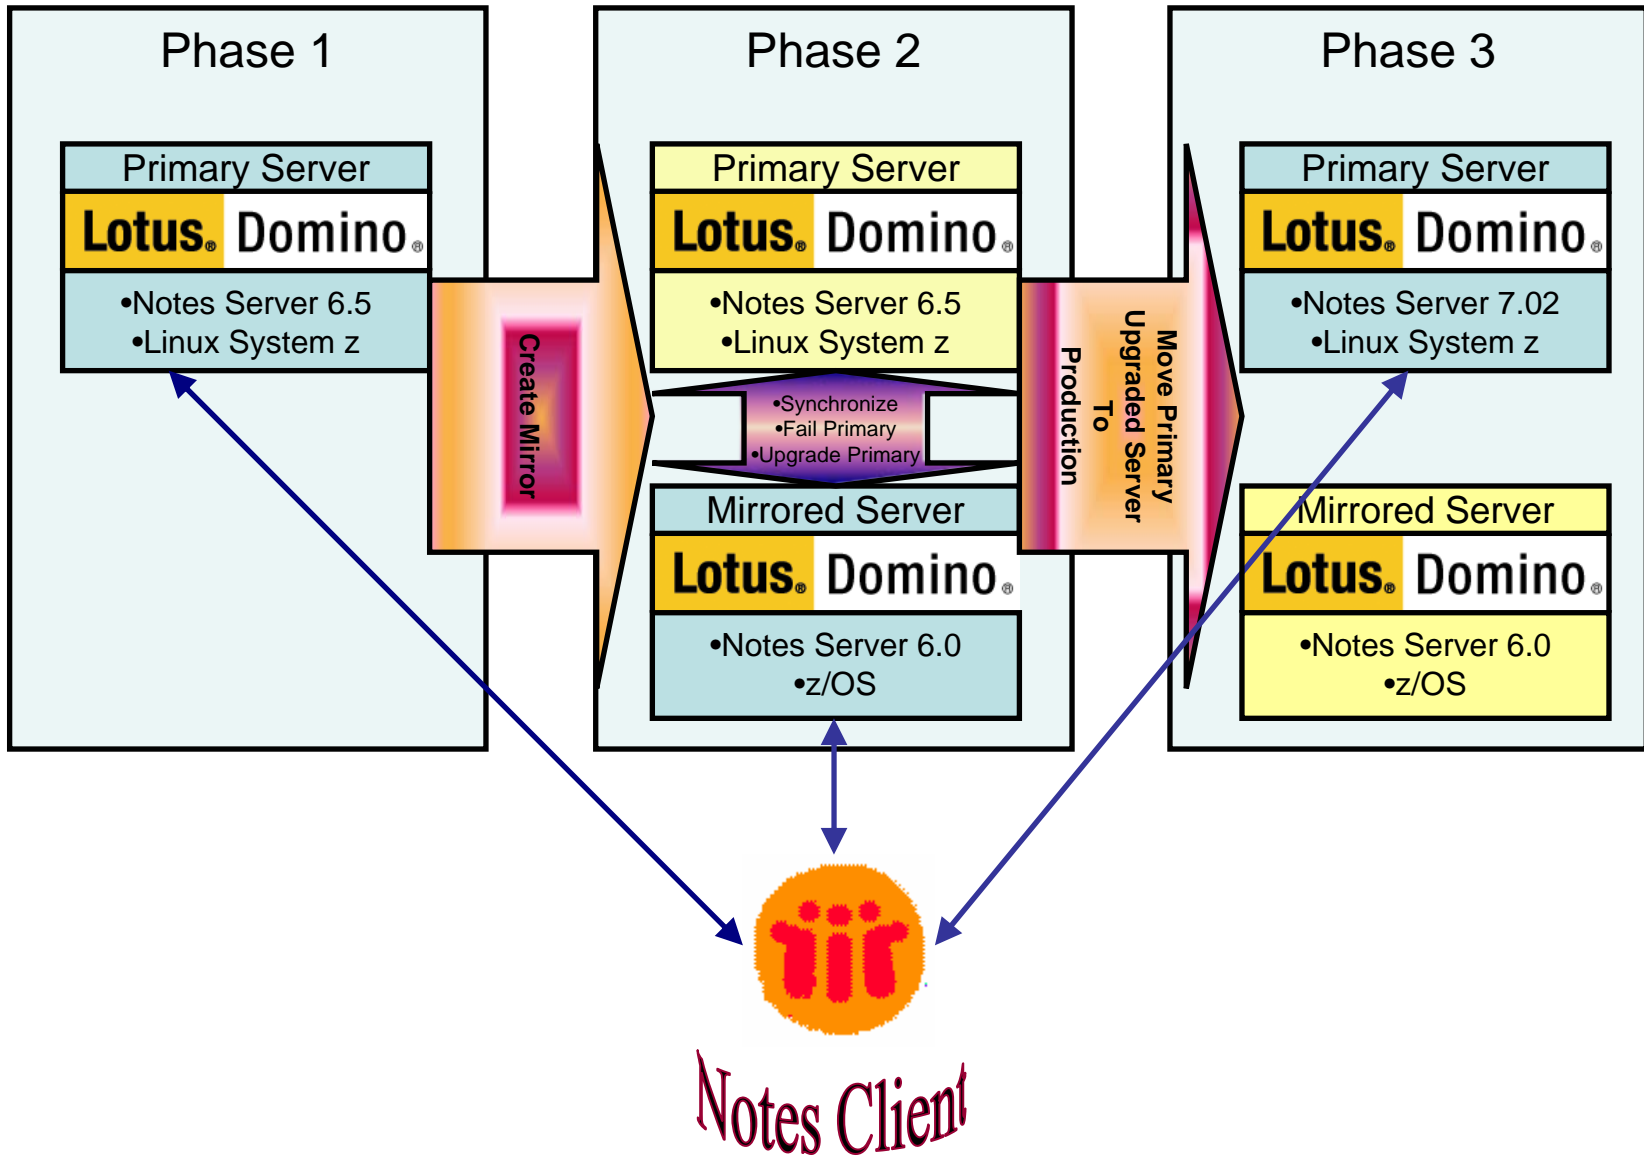 Phase 1
Primary Server
Lotus® Domino®
•Notes Server 6.5
•Linux System z
Create Mirror
Phase 2
Primary Server
Lotus® Domino®
•Notes Server 6.5
•Linux System z
•Synchronize
•Fail Primary
•Upgrade Primary
Mirrored Server
Lotus® Domino®
•Notes Server 6.0
•z/OS
Move Primary
Upgraded Server
To
Production
Phase 3
Primary Server
Lotus® Domino®
•Notes Server 7.02
•Linux System z
Mirrored Server
Lotus® Domino®
•Notes Server 6.0
•z/OS
Notes Client